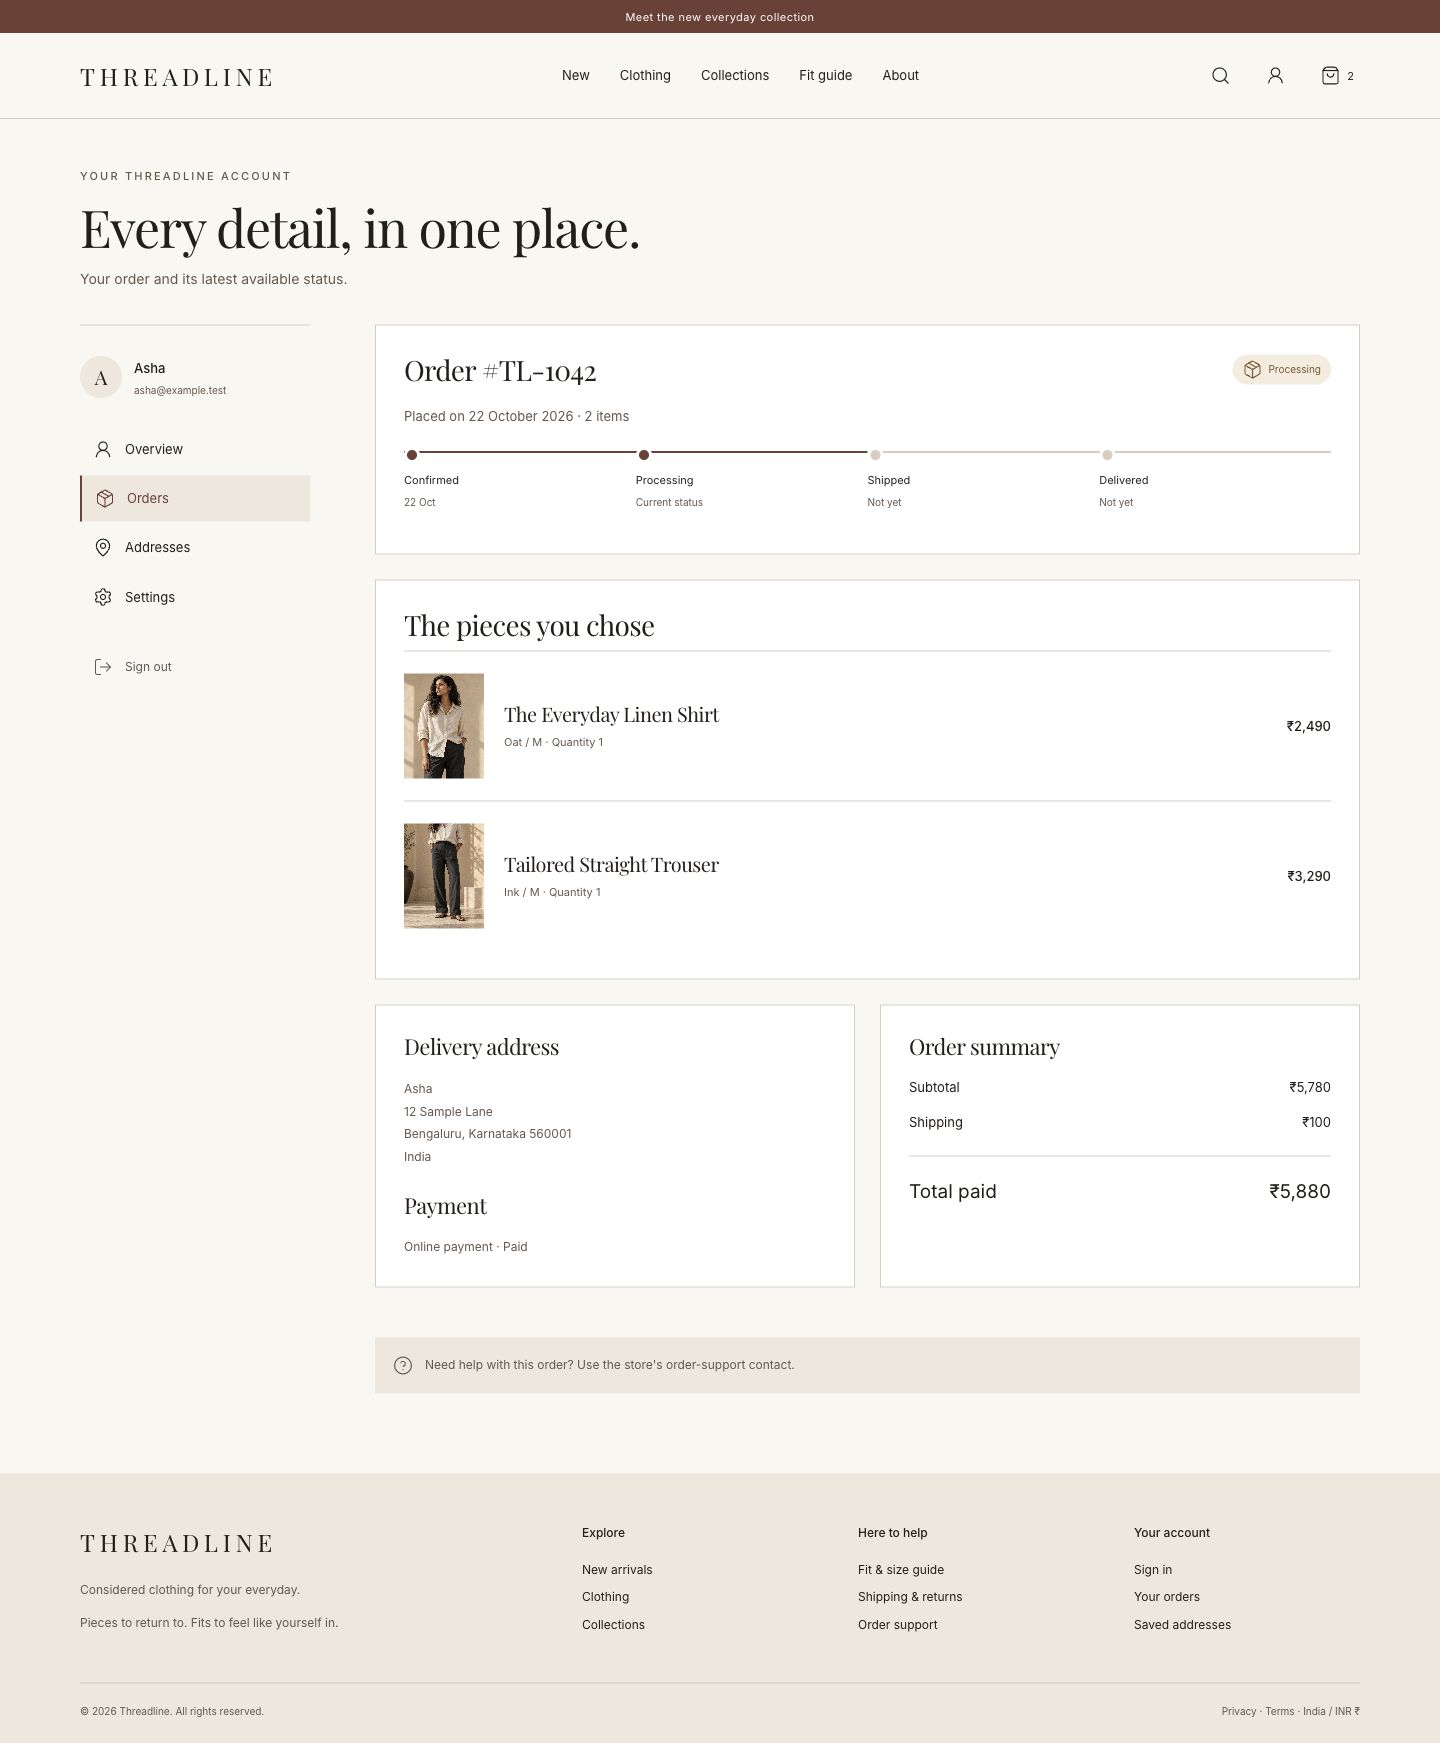 Meet the new everyday collection
THREADLINE
New Clothing Collections Fit guide About
2
YOUR THREADLINE ACCOUNT
Every detail, in one place.
Your order and its latest available status.
A
Asha
asha@example.test
Overview
Orders
Addresses
Settings
Sign out
Order #TL-1042
Processing
Placed on 22 October 2026 · 2 items
Confirmed Processing Shipped Delivered
22 Oct Current status Not yet Not yet
The pieces you chose
The Everyday Linen Shirt
Oat / M · Quantity 1
₹2,490
Tailored Straight Trouser
Ink / M · Quantity 1
₹3,290
Delivery address
Asha
12 Sample Lane
Bengaluru, Karnataka 560001
India
Payment
Online payment · Paid
Order summary
Subtotal ₹5,780
Shipping ₹100
Total paid ₹5,880
Need help with this order? Use the store's order-support contact.
THREADLINE
Considered clothing for your everyday.
Pieces to return to. Fits to feel like yourself in.
Explore
New arrivals
Clothing
Collections
Here to help
Fit & size guide
Shipping & returns
Order support
Your account
Sign in
Your orders
Saved addresses
© 2026 Threadline. All rights reserved.
Privacy · Terms · India / INR ₹